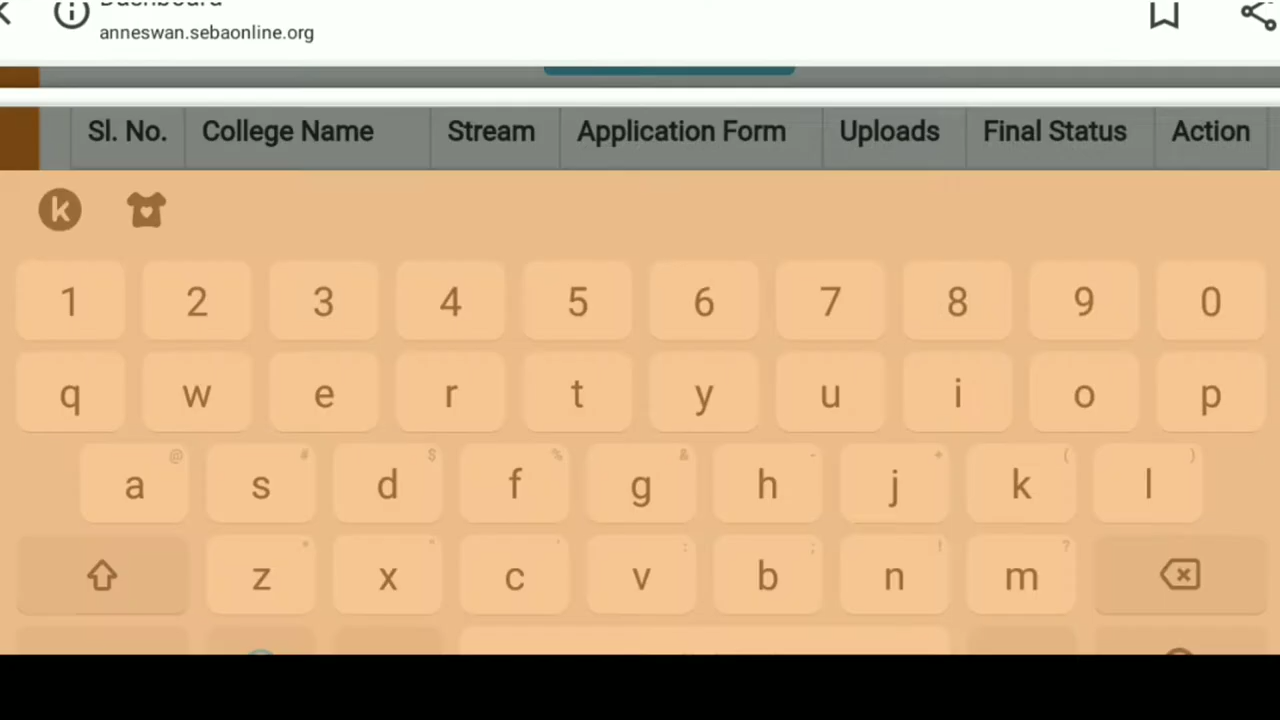 Dashboard
anneswan.sebaonline.org
Sl. No. College Name Stream Application Form Uploads Final Status Action
k
1 2 3 4 5 6 7 8 9 0
q w e r t y u i o p
@ # $ % & - + ( )
a s d f g h j k l
* " ' : ; ! ?
z x c v b n m